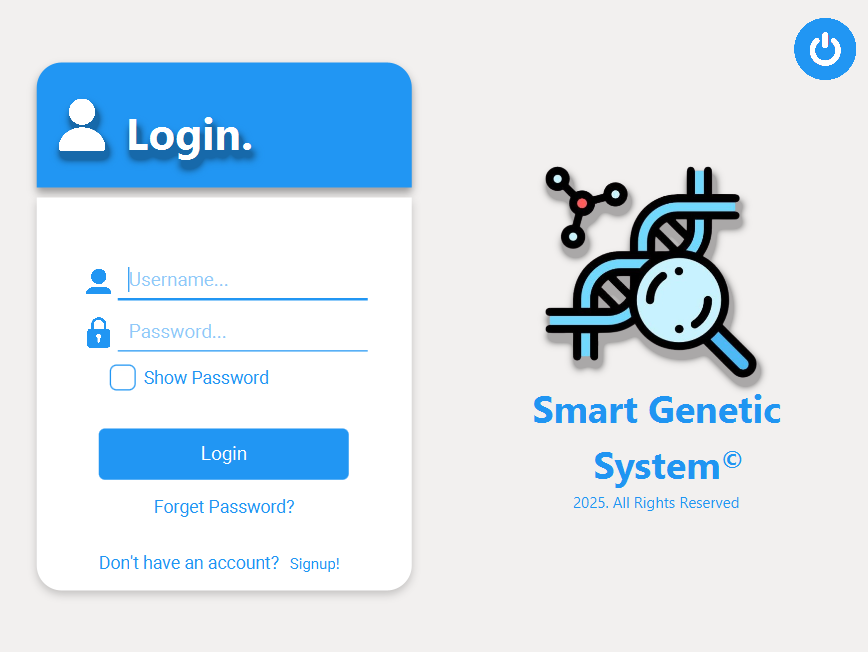 Login.
Username...
Password...
Show Password
Login
Forget Password?
Don't have an account? Signup!
Smart Genetic
System©
2025. All Rights Reserved